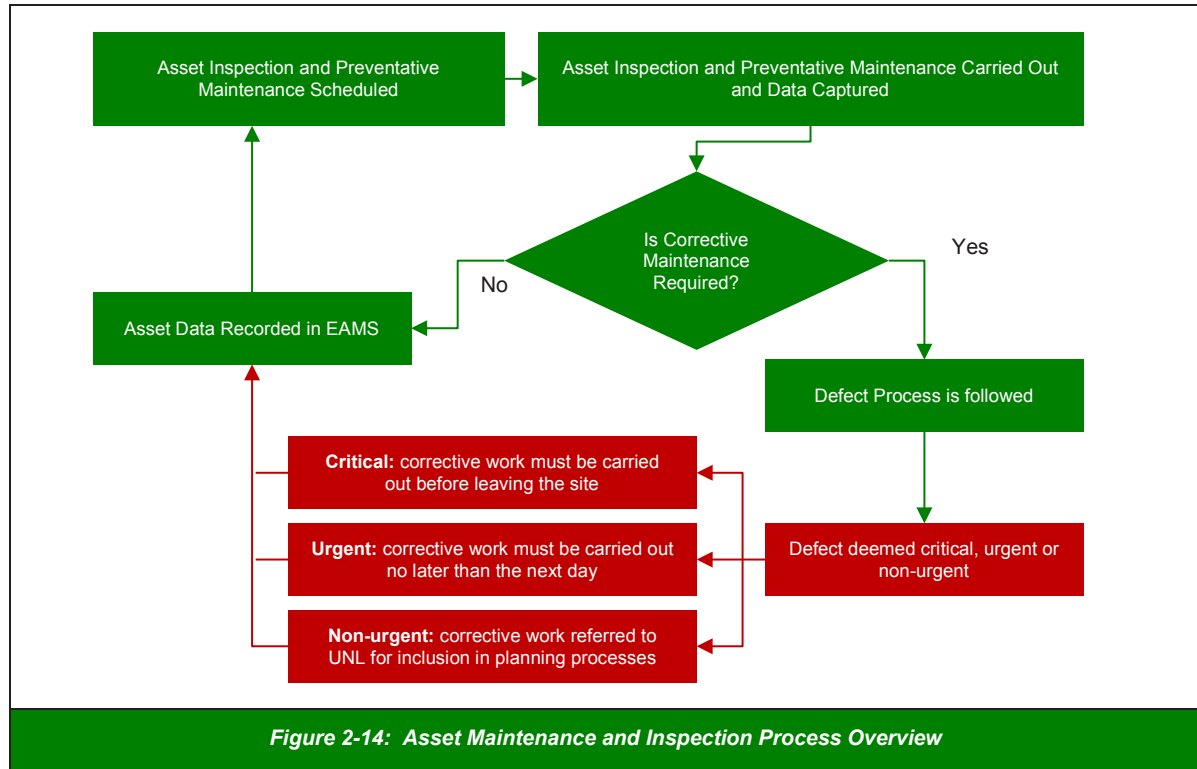 Asset Inspection and Preventative
Maintenance Scheduled
Asset Inspection and Preventative Maintenance Carried Out
and Data Captured
Is Corrective
Maintenance
Required?
Yes
No
Asset Data Recorded in EAMS
Defect Process is followed
Critical: corrective work must be carried
out before leaving the site
Urgent: corrective work must be carried out
no later than the next day
Defect deemed critical, urgent or
non-urgent
Non-urgent: corrective work referred to
UNL for inclusion in planning processes
Figure 2-14: Asset Maintenance and Inspection Process Overview